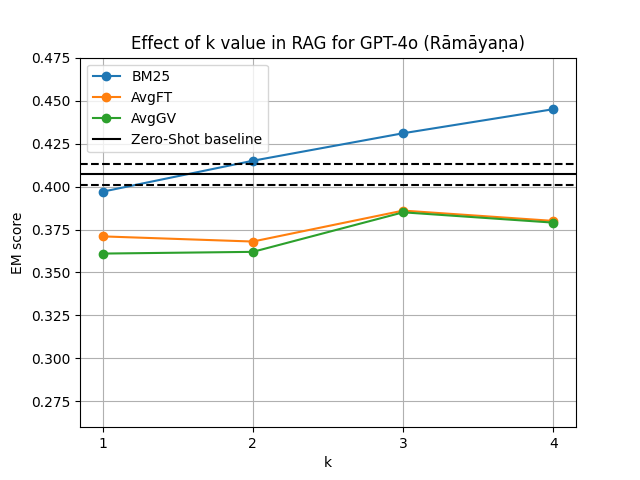 Effect of k value in RAG for GPT-4o (Rāmāyaṇa)
BM25
AvgFT
AvgGV
Zero-Shot baseline
EM score
0.475
0.450
0.425
0.400
0.375
0.350
0.325
0.300
0.275
1 2 3 4
k